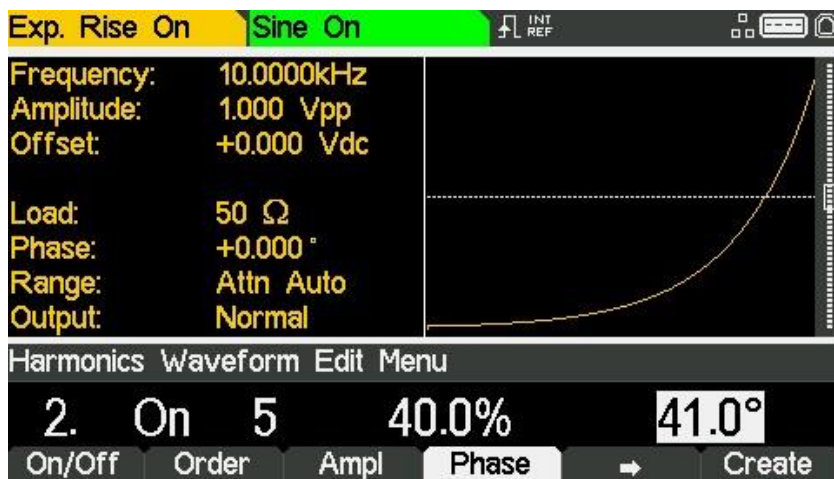 Exp. Rise On Sine On INT REF
Frequency: 10.0000kHz
Amplitude: 1.000 Vpp
Offset: +0.000 Vdc
Load: 50 Ω
Phase: +0.000 °
Range: Attn Auto
Output: Normal
Harmonics Waveform Edit Menu
2. On 5 40.0% 41.0°
On/Off Order Ampl Phase ➡ Create